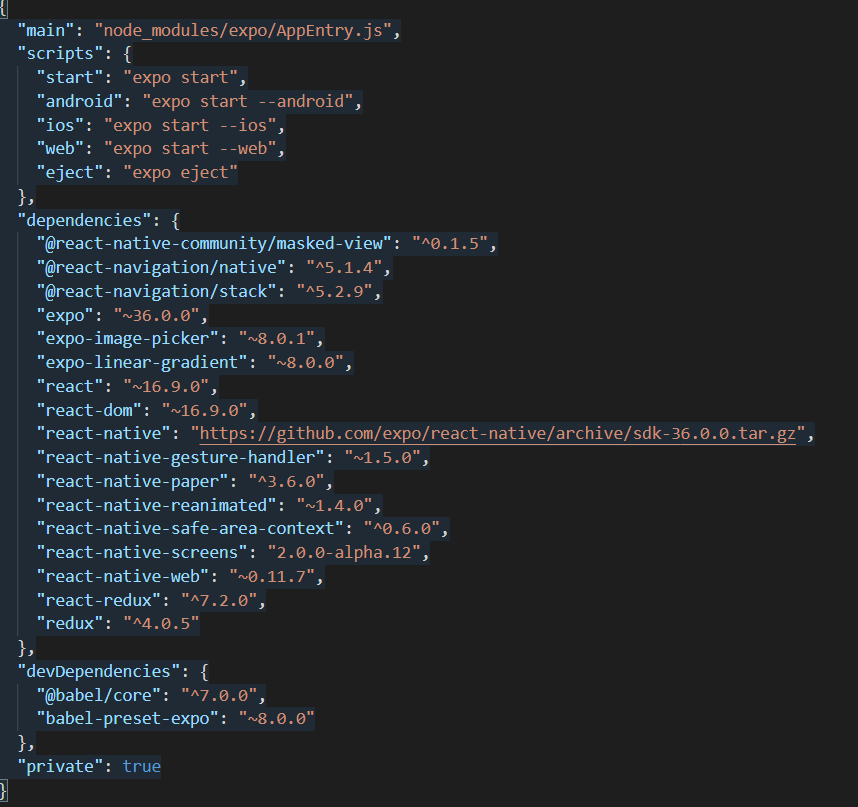 {
"main": "node_modules/expo/AppEntry.js",
"scripts": {
"start": "expo start",
"android": "expo start --android",
"ios": "expo start --ios",
"web": "expo start --web",
"eject": "expo eject"
},
"dependencies": {
"@react-native-community/masked-view": "^0.1.5",
"@react-navigation/native": "^5.1.4",
"@react-navigation/stack": "^5.2.9",
"expo": "~36.0.0",
"expo-image-picker": "~8.0.1",
"expo-linear-gradient": "~8.0.0",
"react": "~16.9.0",
"react-dom": "~16.9.0",
"react-native": "https://github.com/expo/react-native/archive/sdk-36.0.0.tar.gz",
"react-native-gesture-handler": "~1.5.0",
"react-native-paper": "^3.6.0",
"react-native-reanimated": "~1.4.0",
"react-native-safe-area-context": "^0.6.0",
"react-native-screens": "2.0.0-alpha.12",
"react-native-web": "~0.11.7",
"react-redux": "^7.2.0",
"redux": "^4.0.5"
},
"devDependencies": {
"@babel/core": "^7.0.0",
"babel-preset-expo": "~8.0.0"
},
"private": true
}